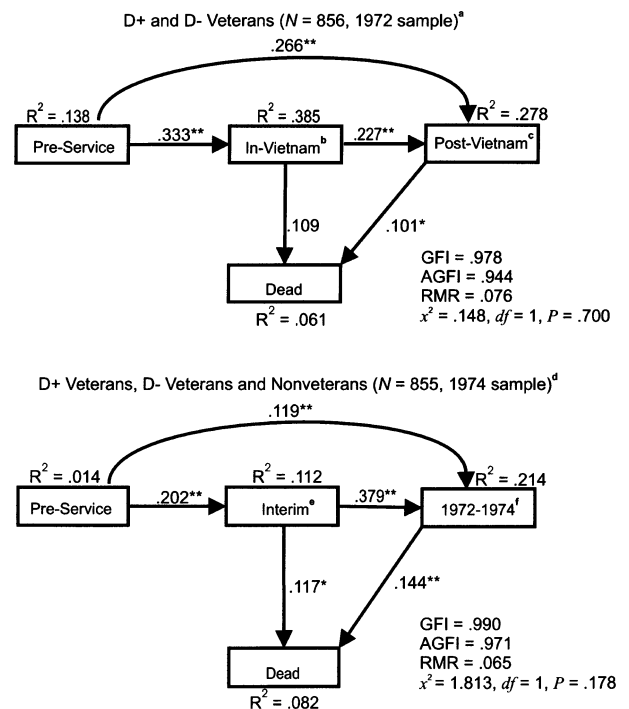 D+ and D- Veterans (N = 856, 1972 sample)ᵃ
.266**
R² = .138
R² = .385
R² = .278
Pre-Service
.333**
In-Vietnamᵇ
.227**
Post-Vietnamᶜ
.109
.101*
Dead
R² = .061
GFI = .978
AGFI = .944
RMR = .076
x² = .148, df = 1, P = .700
D+ Veterans, D- Veterans and Nonveterans (N = 855, 1974 sample)ᵈ
.119**
R² = .014
R² = .112
R² = .214
Pre-Service
.202**
Interimᵉ
.379**
1972-1974ᶠ
.117*
.144**
Dead
R² = .082
GFI = .990
AGFI = .971
RMR = .065
x² = 1.813, df = 1, P = .178